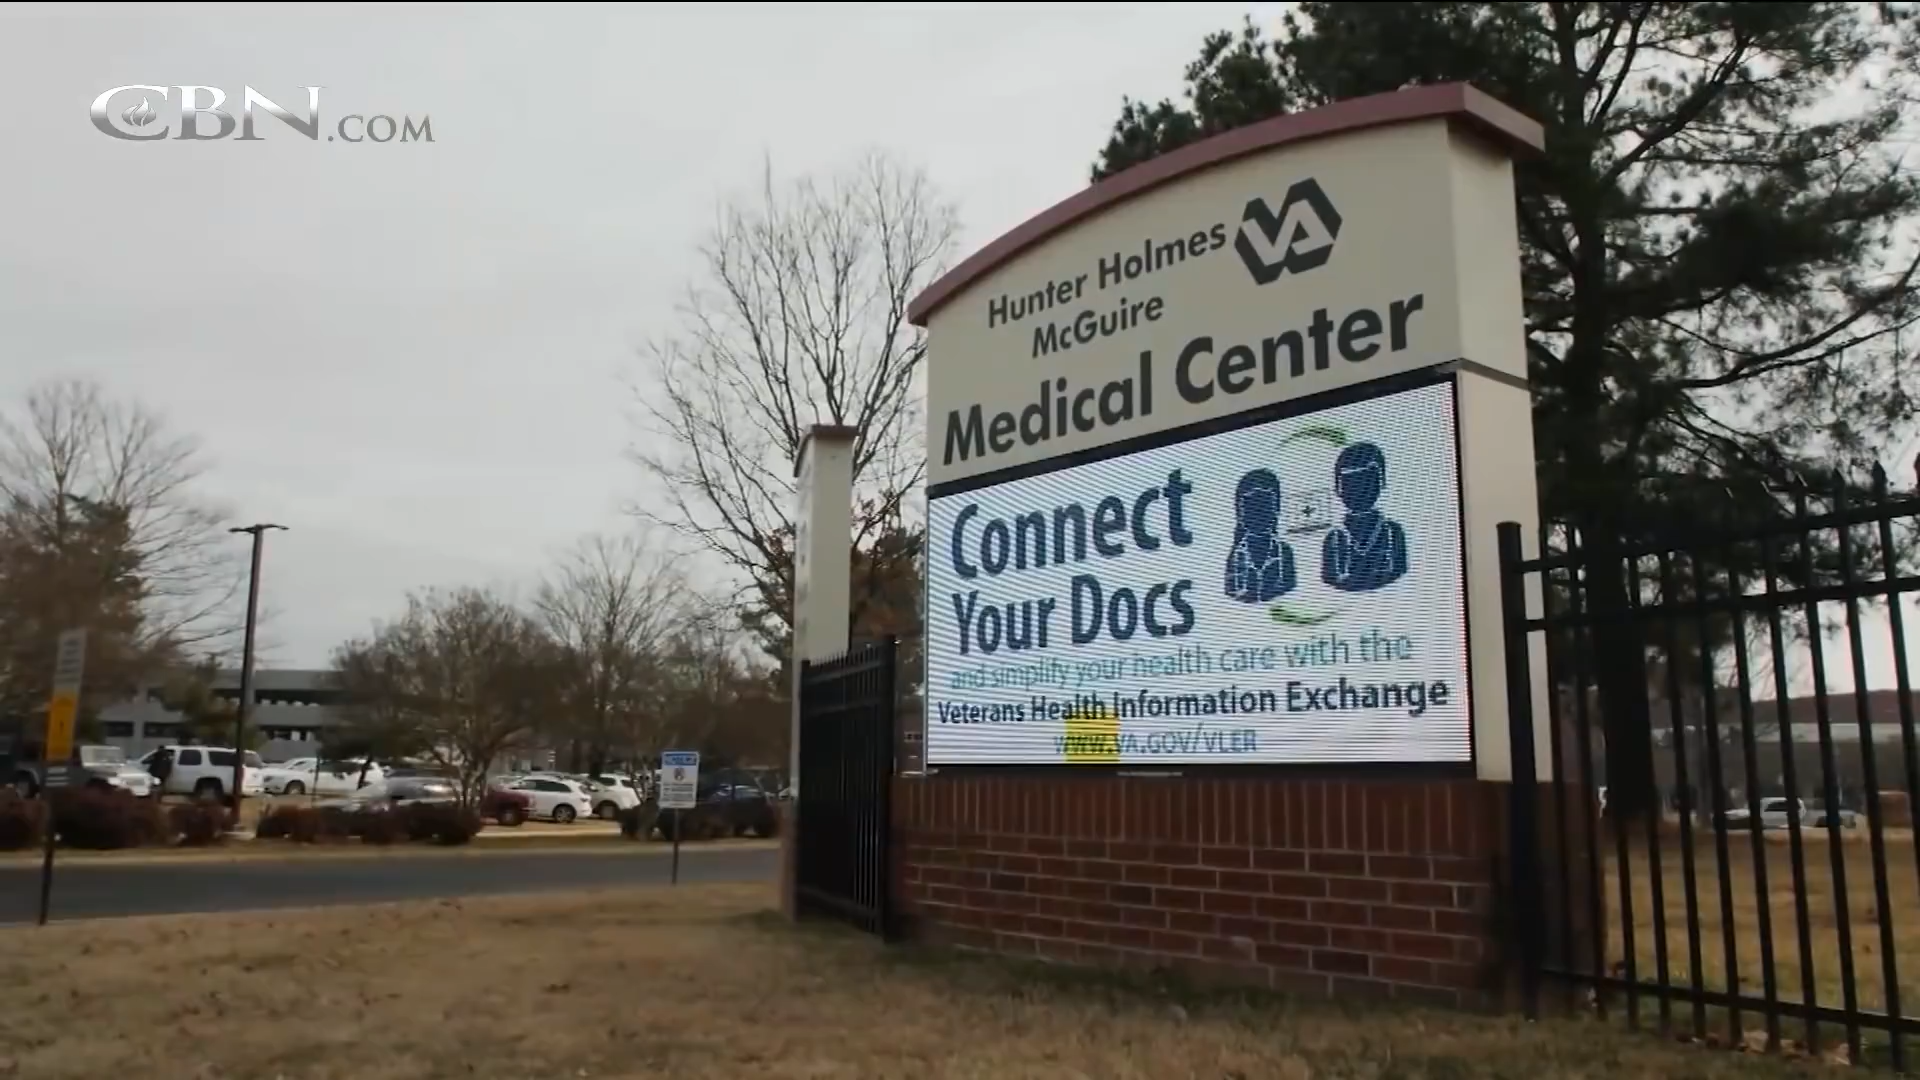 CBN.COM
Hunter Holmes
McGuire
VA
Medical Center
Connect
Your Docs
and simplify your health care with the
Veterans Health Information Exchange
www.VA.GOV/VLER